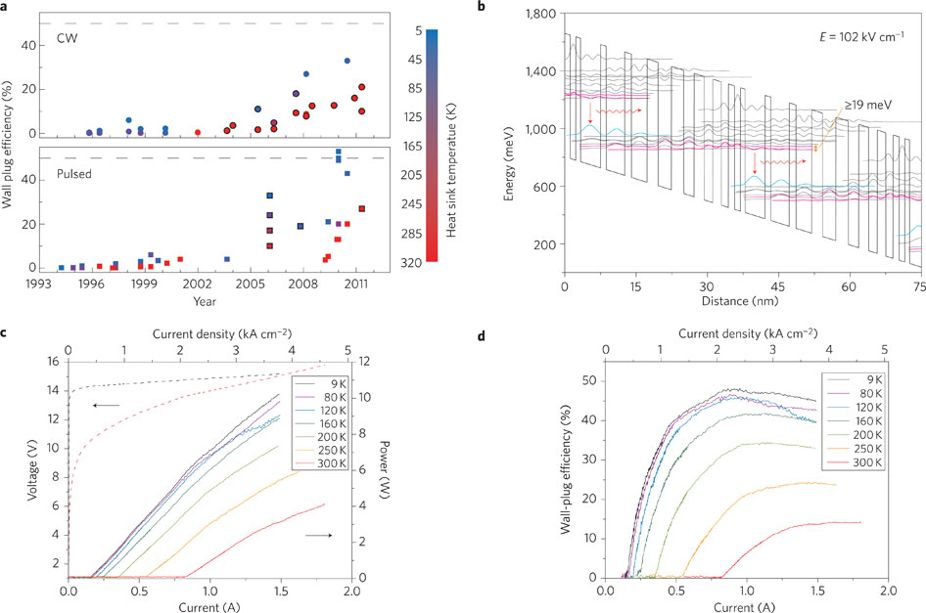 a
CW
Wall plug efficiency (%)
40
20
0
Pulsed
40
20
0
1993 1996 1999 2002 2005 2008 2011
Year
5
45
85
125
165
205
245
285
320
Heat sink temperatue (K)
b
E = 102 kV cm⁻¹
≥19 meV
Energy (meV)
1,800
1,400
1,000
600
200
0 15 30 45 60 75
Distance (nm)
c
Current density (kA cm⁻²)
0 1 2 3 4 5
Voltage (V)
16
14
12
10
8
6
4
2
9 K
80 K
120 K
160 K
200 K
250 K
300 K
12
10
8
6
4
2
0
Power (W)
0.0 0.5 1.0 1.5 2.0
Current (A)
d
Current density (kA cm⁻²)
0 1 2 3 4 5
Wall-plug efficiency (%)
50
40
30
20
10
0
9 K
80 K
120 K
160 K
200 K
250 K
300 K
0.0 0.5 1.0 1.5 2.0
Current (A)